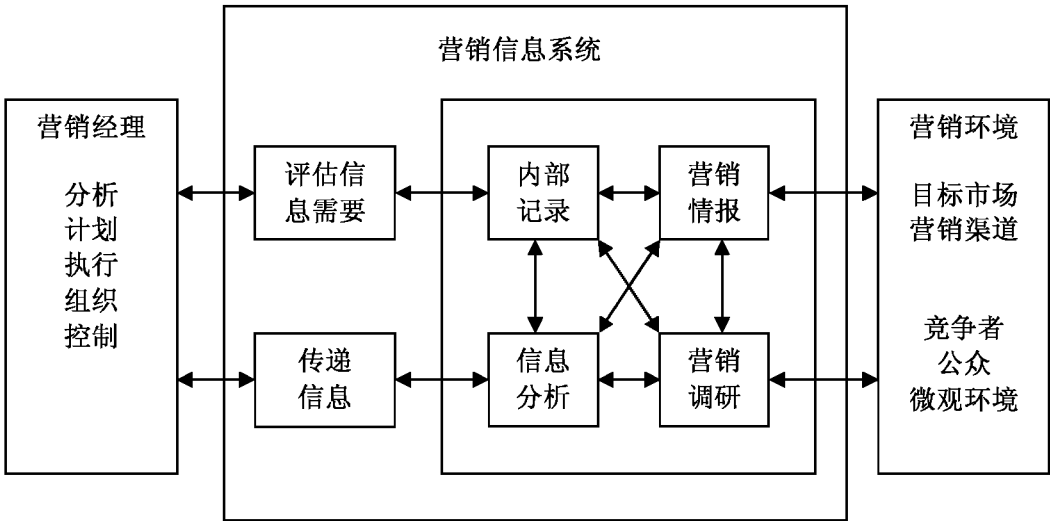 营销信息系统
营销经理
分析
计划
执行
组织
控制
评估信
息需要
传递
信息
内部
记录
营销
情报
信息
分析
营销
调研
营销环境
目标市场
营销渠道
竞争者
公众
微观环境